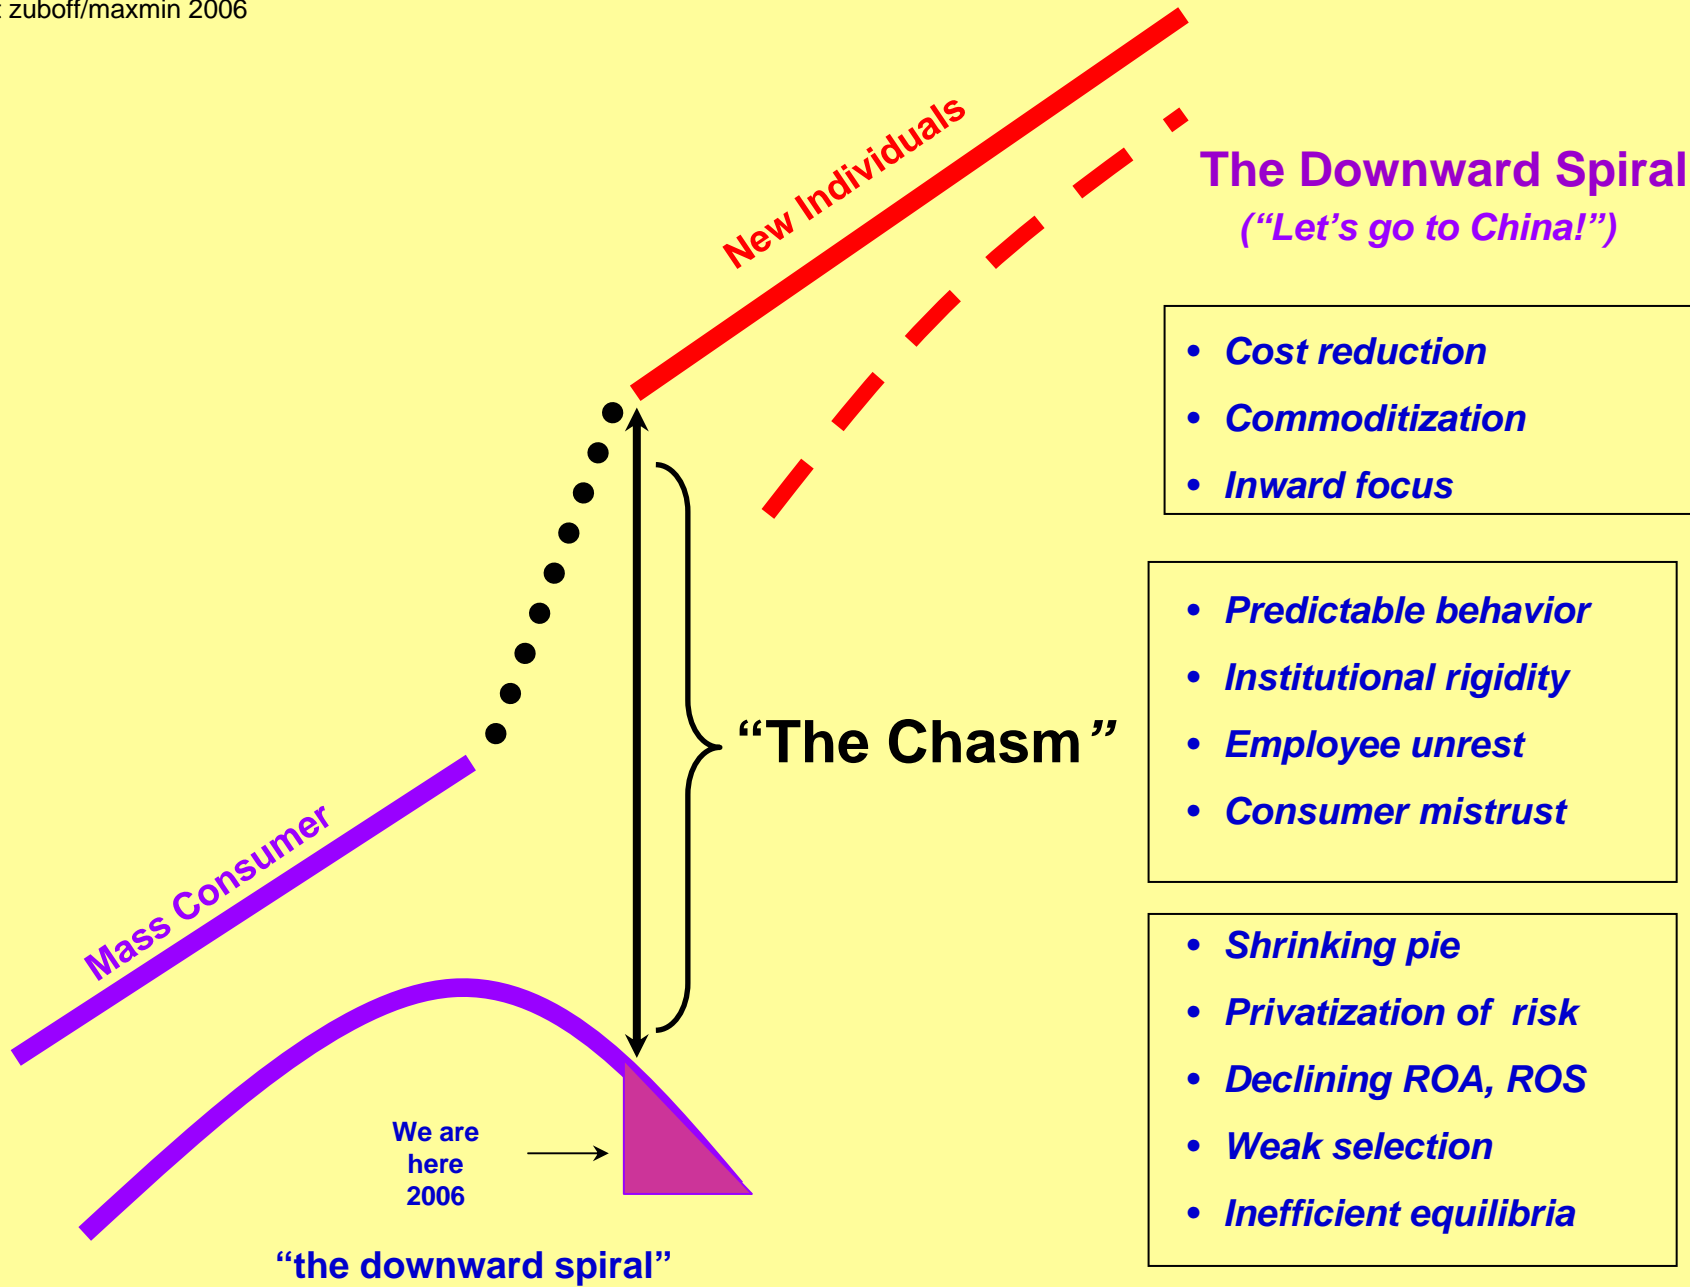 : zuboff/maxmin 2006
New Individuals
The Downward Spiral
(“Let’s go to China!”)
• Cost reduction
• Commoditization
• Inward focus
• Predictable behavior
• Institutional rigidity
“The Chasm”
• Employee unrest
• Consumer mistrust
Mass Consumer
• Shrinking pie
• Privatization of risk
• Declining ROA, ROS
• Weak selection
• Inefficient equilibria
We are
here
2006
“the downward spiral”